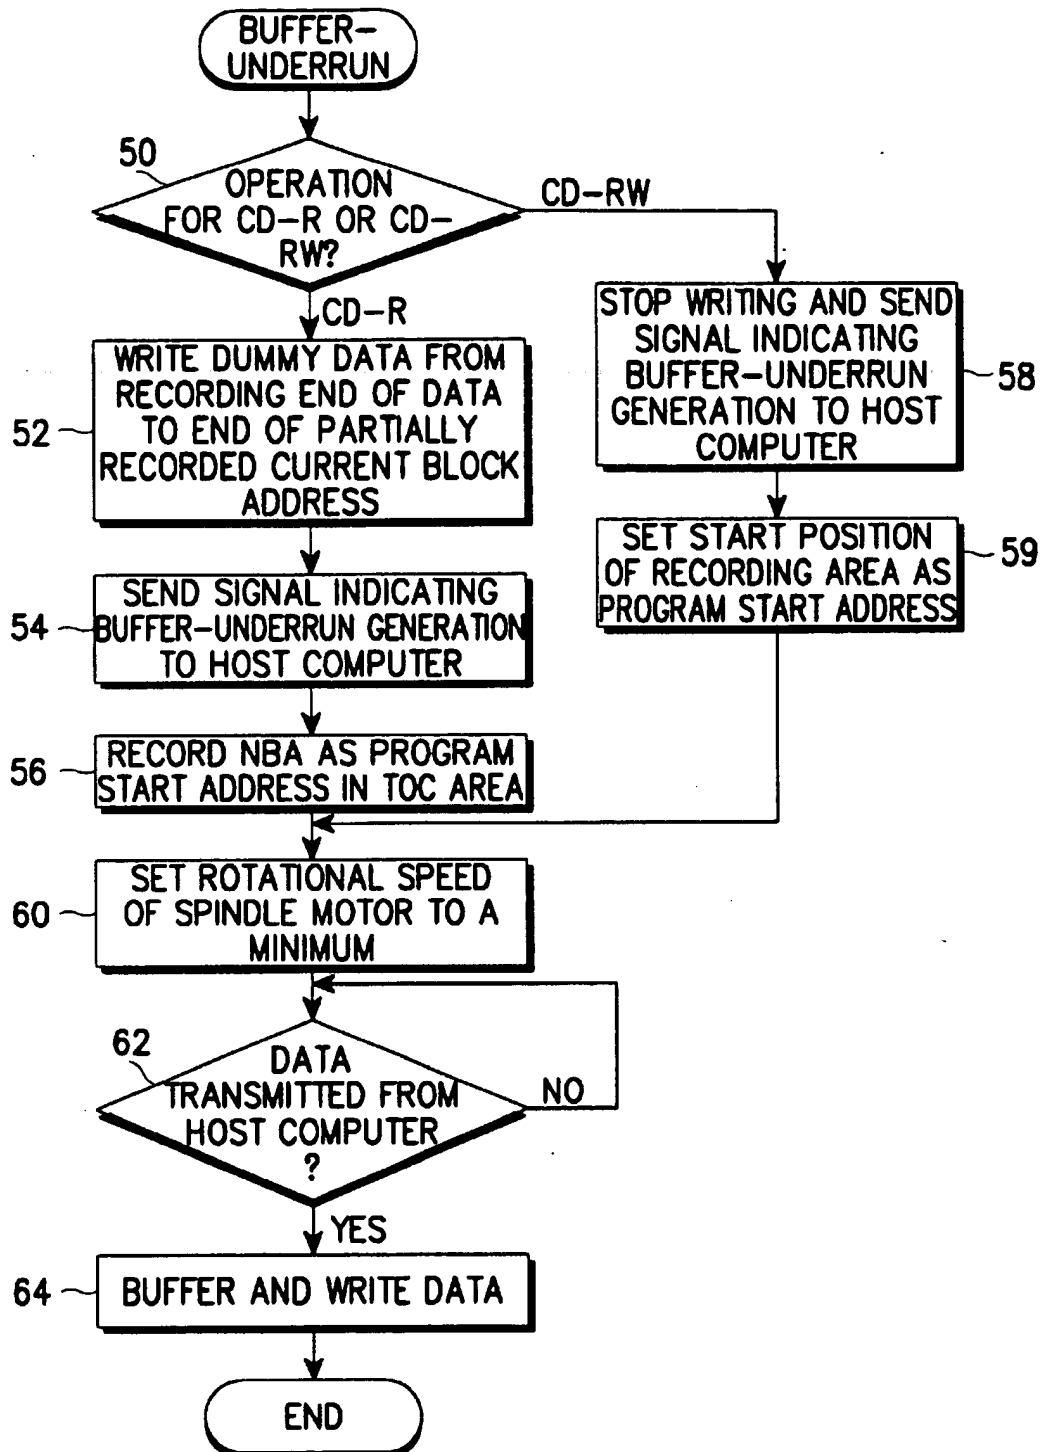 BUFFER-
UNDERRUN
50
OPERATION
FOR CD-R OR CD-
RW?
CD-RW
CD-R
STOP WRITING AND SEND
SIGNAL INDICATING
BUFFER-UNDERRUN
GENERATION TO HOST
COMPUTER
58
52
WRITE DUMMY DATA FROM
RECORDING END OF DATA
TO END OF PARTIALLY
RECORDED CURRENT BLOCK
ADDRESS
SET START POSITION
OF RECORDING AREA AS
PROGRAM START ADDRESS
59
54
SEND SIGNAL INDICATING
BUFFER-UNDERRUN GENERATION
TO HOST COMPUTER
56
RECORD NBA AS PROGRAM
START ADDRESS IN TOC AREA
60
SET ROTATIONAL SPEED
OF SPINDLE MOTOR TO A
MINIMUM
62
DATA
TRANSMITTED FROM
HOST COMPUTER
?
NO
YES
64
BUFFER AND WRITE DATA
END